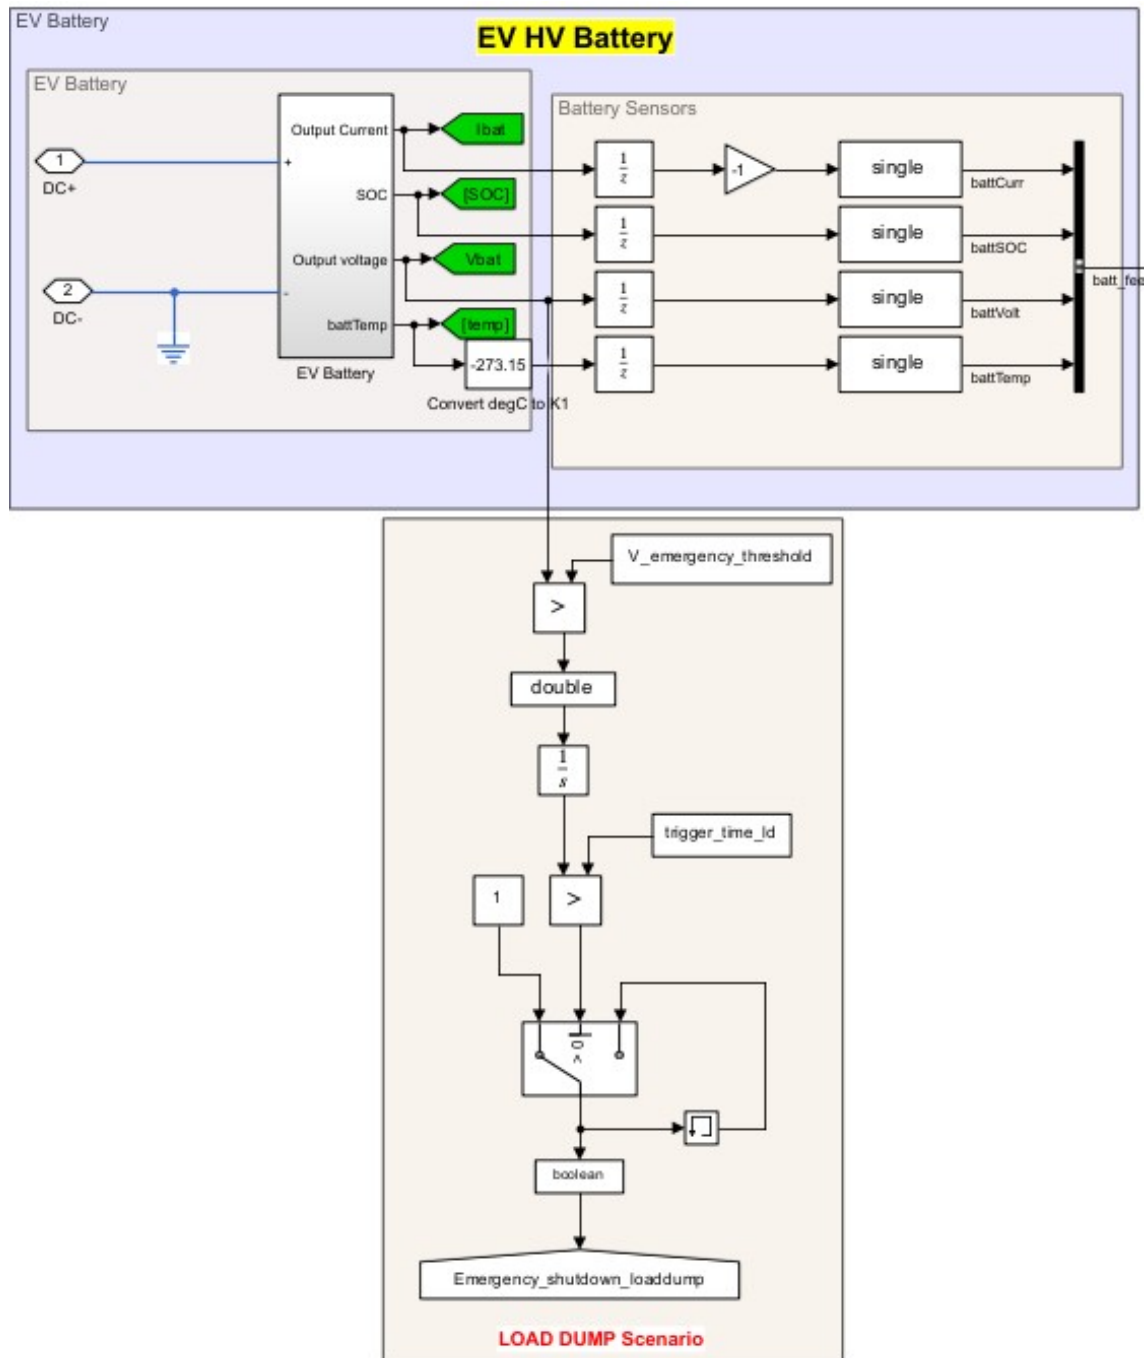 EV Battery
EV HV Battery
EV Battery
Battery Sensors
1
DC+
2
DC-
+
-
Output Current
SOC
Output voltage
battTemp
EV Battery
Ibat
[SOC]
Vbat
[temp]
-273.15
Convert degC to K1
1
z
-1
single
battCurr
1
z
single
battSOC
1
z
single
battVolt
1
z
single
battTemp
batt_fee
V_emergency_threshold
>
double
1
s
trigger_time_ld
1
>
> 0
boolean
Emergency_shutdown_loaddump
LOAD DUMP Scenario